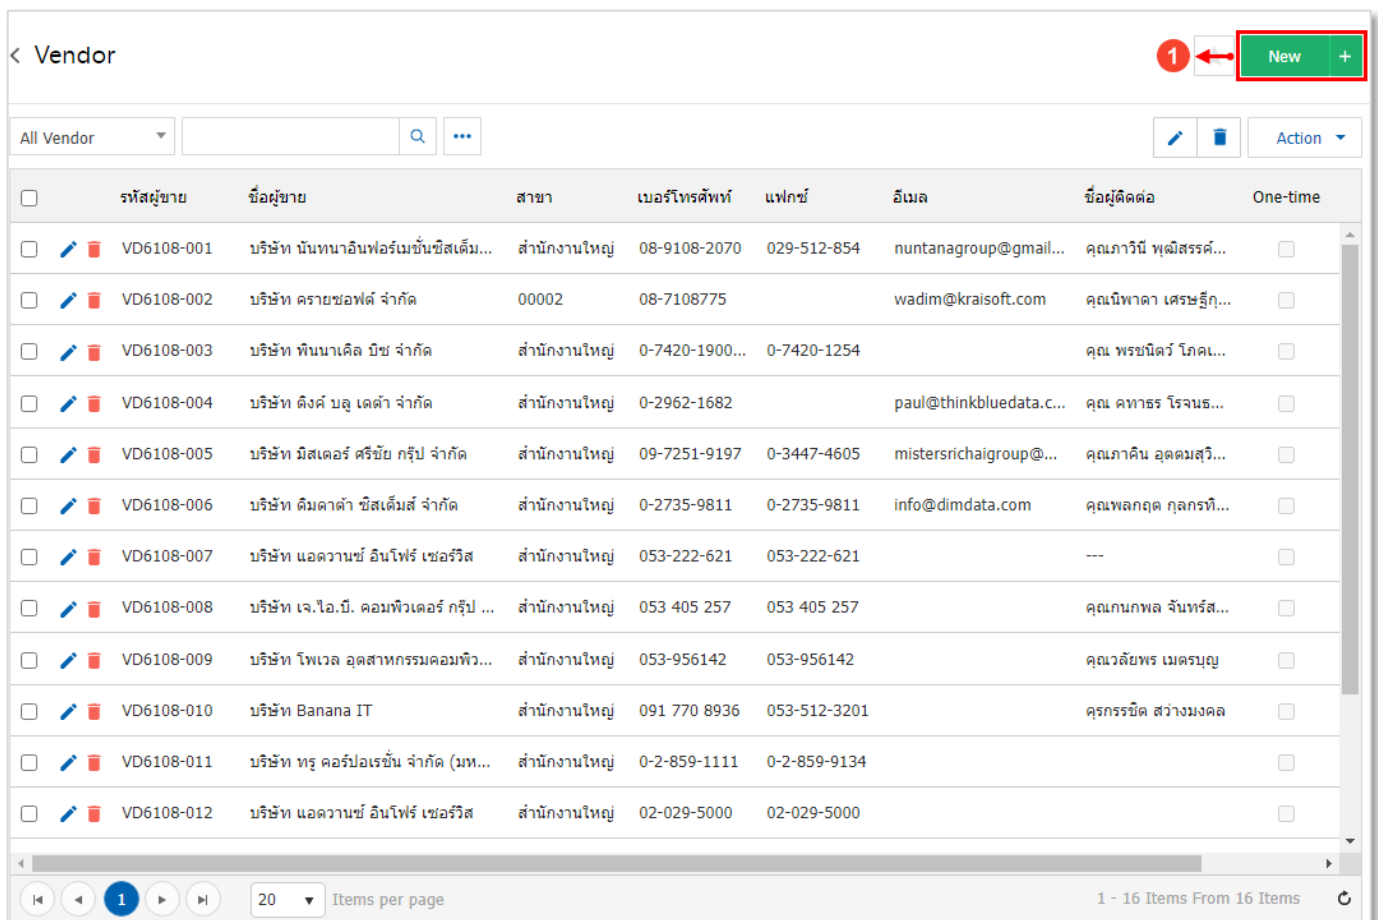 Vendor
1
New +
All Vendor
Action
รหัสผู้ขาย ชื่อผู้ขาย สาขา เบอร์โทรศัพท์ แฟกซ์ อีเมล ชื่อผู้ติดต่อ One-time
VD6108-001 บริษัท นันทนาอินฟอร์เมชั่นซิสเต็ม... สำนักงานใหญ่ 08-9108-2070 029-512-854 nuntanagroup@gmail... คุณภาวินี พุฒิสรรค์...
VD6108-002 บริษัท ครายซอฟต์ จำกัด 00002 08-7108775 wadim@kraisoft.com คุณนิพาดา เศรษฐีกุ...
VD6108-003 บริษัท พินนาเคิล บิช จำกัด สำนักงานใหญ่ 0-7420-1900... 0-7420-1254 คุณ พรชนิตว์ โภคเ...
VD6108-004 บริษัท ติงค์ บลู เดต้า จำกัด สำนักงานใหญ่ 0-2962-1682 paul@thinkbluedata.c... คุณ คทาธร โรจนธ...
VD6108-005 บริษัท มิสเตอร์ ศรีชัย กรุ๊ป จำกัด สำนักงานใหญ่ 09-7251-9197 0-3447-4605 mistersrichaigroup@... คุณภาคิน อุตตมสุวิ...
VD6108-006 บริษัท ดิมดาต้า ซิสเต็มส์ จำกัด สำนักงานใหญ่ 0-2735-9811 0-2735-9811 info@dimdata.com คุณพลกฤต กุลกรทิ...
VD6108-007 บริษัท แอดวานซ์ อินโฟร์ เซอร์วิส สำนักงานใหญ่ 053-222-621 053-222-621 ---
VD6108-008 บริษัท เจ.ไอ.บี. คอมพิวเตอร์ กรุ๊ป ... สำนักงานใหญ่ 053 405 257 053 405 257 คุณกนกพล จันทร์ส...
VD6108-009 บริษัท โพเวล อุตสาหกรรมคอมพิว... สำนักงานใหญ่ 053-956142 053-956142 คุณวลัยพร เมตรบุญ
VD6108-010 บริษัท Banana IT สำนักงานใหญ่ 091 770 8936 053-512-3201 คุรกรรชิต สว่างมงคล
VD6108-011 บริษัท ทรู คอร์ปอเรชั่น จำกัด (มห... สำนักงานใหญ่ 0-2-859-1111 0-2-859-9134
VD6108-012 บริษัท แอดวานซ์ อินโฟร์ เซอร์วิส สำนักงานใหญ่ 02-029-5000 02-029-5000
1 20 Items per page 1 - 16 Items From 16 Items